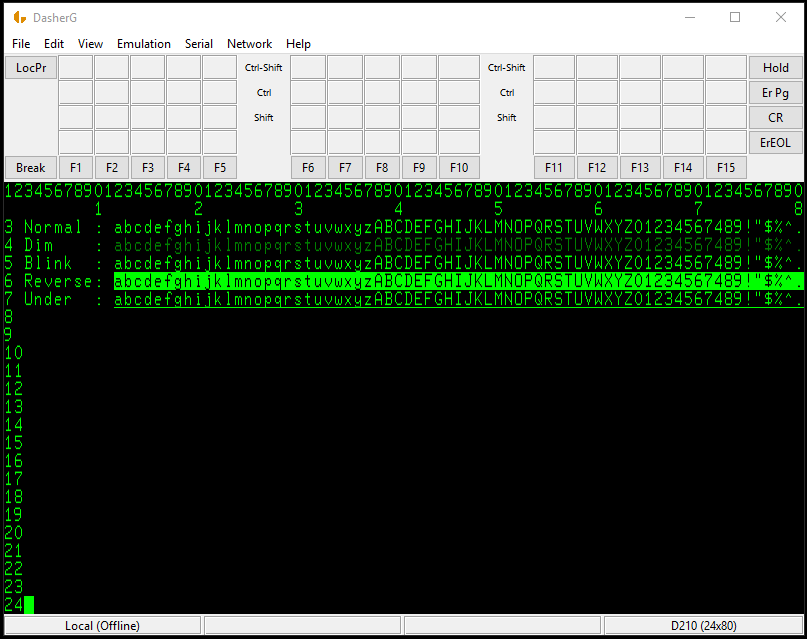 DasherG
File Edit View Emulation Serial Network Help
LocPr Ctrl-Shift Ctrl-Shift Hold
Ctrl Ctrl Er Pg
Shift Shift CR
ErEOL
Break F1 F2 F3 F4 F5 F6 F7 F8 F9 F10 F11 F12 F13 F14 F15
12345678901234567890123456789012345678901234567890123456789012345678901234567890
         1         2         3         4         5         6         7         8
3 Normal : abcdefghijklmnopqrstuvwxyzABCDEFGHIJKLMNOPQRSTUVWXYZ0123456789!"$%^.
4 Dim    : abcdefghijklmnopqrstuvwxyzABCDEFGHIJKLMNOPQRSTUVWXYZ0123456789!"$%^.
5 Blink  : abcdefghijklmnopqrstuvwxyzABCDEFGHIJKLMNOPQRSTUVWXYZ0123456789!"$%^.
6 Reverse: abcdefghijklmnopqrstuvwxyzABCDEFGHIJKLMNOPQRSTUVWXYZ0123456789!"$%^.
7 Under  : abcdefghijklmnopqrstuvwxyzABCDEFGHIJKLMNOPQRSTUVWXYZ0123456789!"$%^.
8
9
10
11
12
13
14
15
16
17
18
19
20
21
22
23
24
Local (Offline) D210 (24x80)